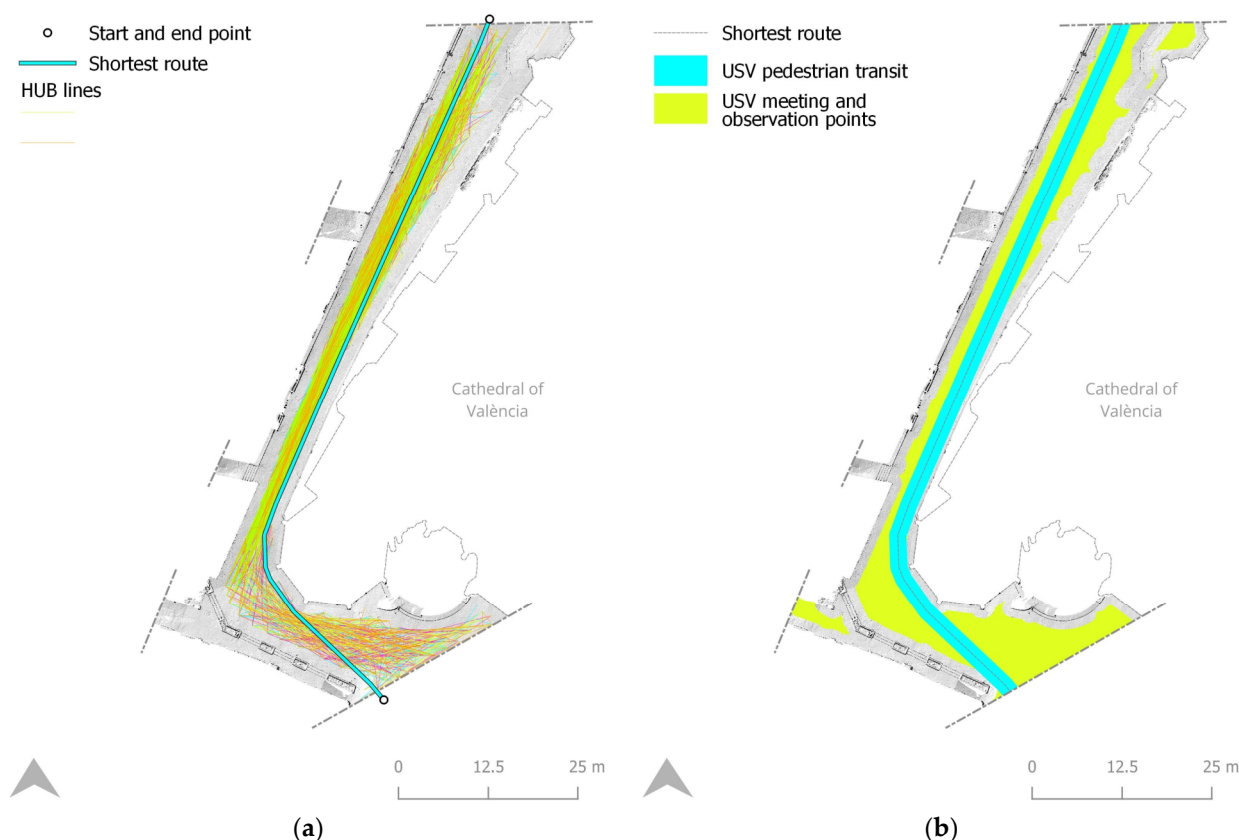 Start and end point
Shortest route
HUB lines
Cathedral of
València
0 12.5 25 m
(a)
Shortest route
USV pedestrian transit
USV meeting and
observation points
Cathedral of
València
0 12.5 25 m
(b)